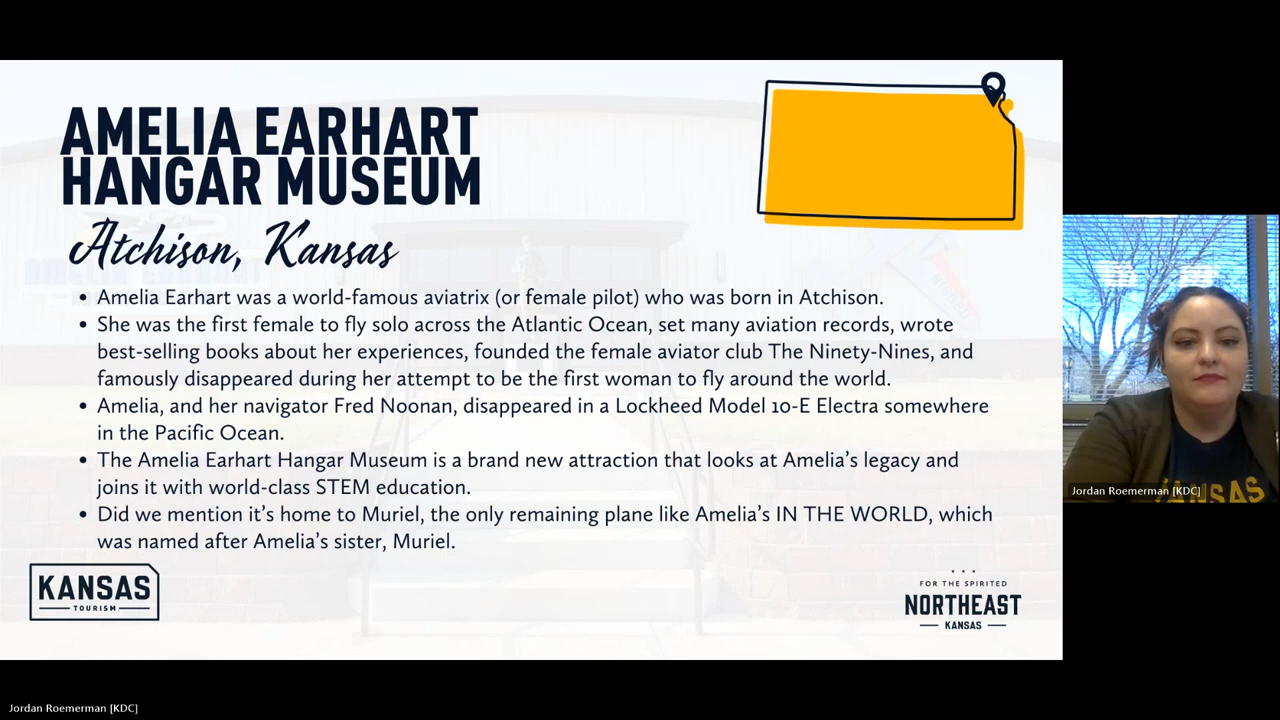 AMELIA EARHART
HANGAR MUSEUM
Atchison, Kansas
• Amelia Earhart was a world-famous aviatrix (or female pilot) who was born in Atchison.
• She was the first female to fly solo across the Atlantic Ocean, set many aviation records, wrote
best-selling books about her experiences, founded the female aviator club The Ninety-Nines, and
famously disappeared during her attempt to be the first woman to fly around the world.
• Amelia, and her navigator Fred Noonan, disappeared in a Lockheed Model 10-E Electra somewhere
in the Pacific Ocean.
• The Amelia Earhart Hangar Museum is a brand new attraction that looks at Amelia's legacy and
joins it with world-class STEM education.
• Did we mention it's home to Muriel, the only remaining plane like Amelia's IN THE WORLD, which
was named after Amelia's sister, Muriel.
KANSAS
TOURISM
FOR THE SPIRITED
NORTHEAST
KANSAS
Jordan Roemerman [KDC]
KANSAS
Jordan Roemerman [KDC]